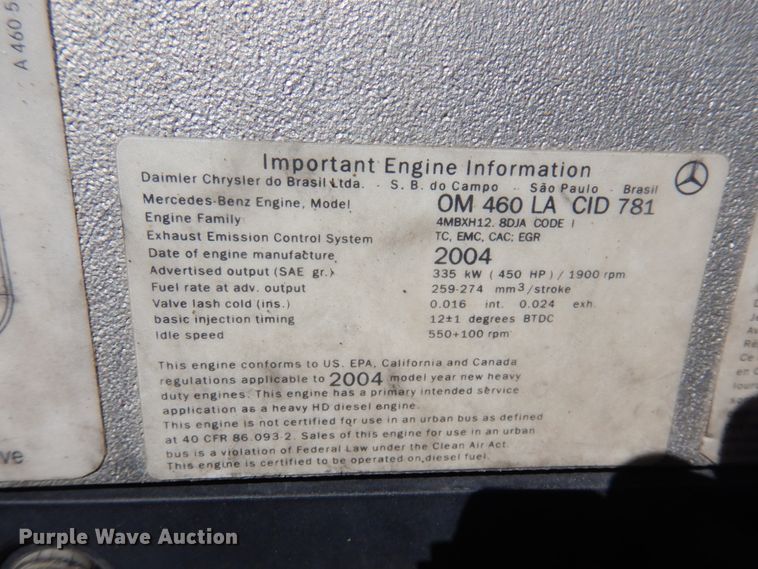 A 460 5
Important Engine Information
Daimler Chrysler do Brasil Ltda. · S. B. do Campo · São Paulo · Brasil
Mercedes-Benz Engine, Model OM 460 LA CID 781
Engine Family 4MBXH12.8DJA CODE I
Exhaust Emission Control System TC, EMC, CAC; EGR
Date of engine manufacture 2004
Advertised output (SAE gr.) 335 kW (450 HP) / 1900 rpm
Fuel rate at adv. output 259-274 mm³/stroke
Valve lash cold (ins.) 0.016 int. 0.024 exh.
basic injection timing 12±1 degrees BTDC
Idle speed 550+100 rpm
This engine conforms to US. EPA, California and Canada
regulations applicable to 2004 model year new heavy
duty engines. This engine has a primary intended service
application as a heavy HD diesel engine.
This engine is not certified for use in an urban bus as defined
at 40 CFR 86.093-2. Sales of this engine for use in an urban
bus is a violation of Federal Law under the Clean Air Act.
This engine is certified to be operated on diesel fuel.
ve
D
Je
Av
Ré
Ce
en C
lour
Purple Wave Auction